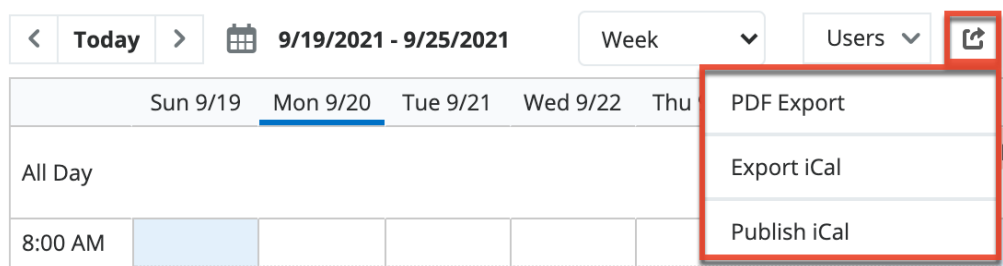 Today 9/19/2021 - 9/25/2021 Week Users
Sun 9/19 Mon 9/20 Tue 9/21 Wed 9/22 Thu
PDF Export
All Day
Export iCal
Publish iCal
8:00 AM